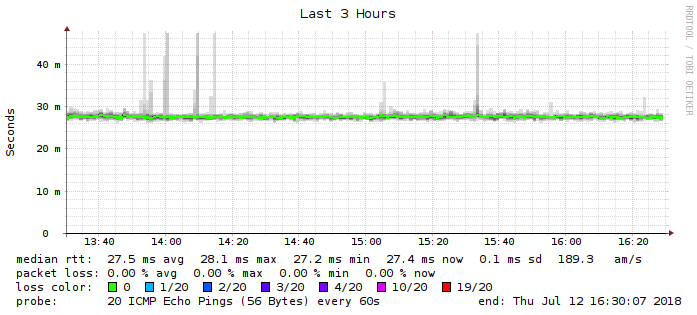 Last 3 Hours
RRDTOOL / TOBI OETIKER
Seconds
40 m
30 m
20 m
10 m
0
13:40 14:00 14:20 14:40 15:00 15:20 15:40 16:00 16:20
median rtt: 27.5 ms avg 28.1 ms max 27.2 ms min 27.4 ms now 0.1 ms sd 189.3 am/s
packet loss: 0.00 % avg 0.00 % max 0.00 % min 0.00 % now
loss color: 0 1/20 2/20 3/20 4/20 10/20 19/20
probe: 20 ICMP Echo Pings (56 Bytes) every 60s end: Thu Jul 12 16:30:07 2018